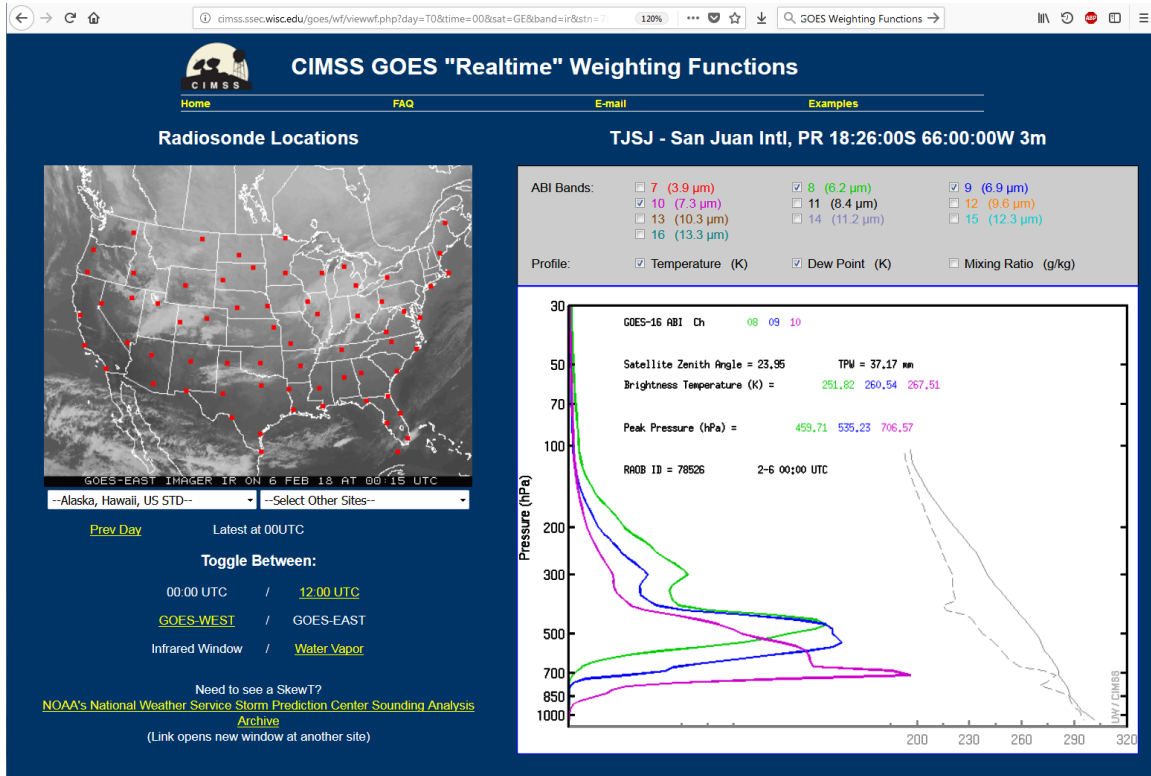 cimss.ssec.wisc.edu/goes/wf/viewwf.php?day=T0&time=00&sat=GE&band=ir&stn=7
120%
GOES Weighting Functions
ABP
CIMSS
CIMSS GOES "Realtime" Weighting Functions
Home FAQ E-mail Examples
Radiosonde Locations
TJSJ - San Juan Intl, PR 18:26:00S 66:00:00W 3m
ABI Bands: 7 (3.9 µm) 8 (6.2 µm) 9 (6.9 µm)
10 (7.3 µm) 11 (8.4 µm) 12 (9.6 µm)
13 (10.3 µm) 14 (11.2 µm) 15 (12.3 µm)
16 (13.3 µm)
Profile: Temperature (K) Dew Point (K) Mixing Ratio (g/kg)
GOES-EAST IMAGER IR ON 6 FEB 18 AT 00:15 UTC
--Alaska, Hawaii, US STD-- --Select Other Sites--
Prev Day Latest at 00UTC
Toggle Between:
00:00 UTC / 12:00 UTC
GOES-WEST / GOES-EAST
Infrared Window / Water Vapor
Need to see a SkewT?
NOAA's National Weather Service Storm Prediction Center Sounding Analysis
Archive
(Link opens new window at another site)
GOES-16 ABI Ch 08 09 10
Satellite Zenith Angle = 23.95 TPW = 37.17 mm
Brightness Temperature (K) = 251.82 260.54 267.51
Peak Pressure (hPa) = 459.71 535.23 706.57
RAOB ID = 78526 2-6 00:00 UTC
Pressure (hPa)
30
50
70
100
200
300
500
700
850
1000
200 230 260 290 320
UW/CIMSS